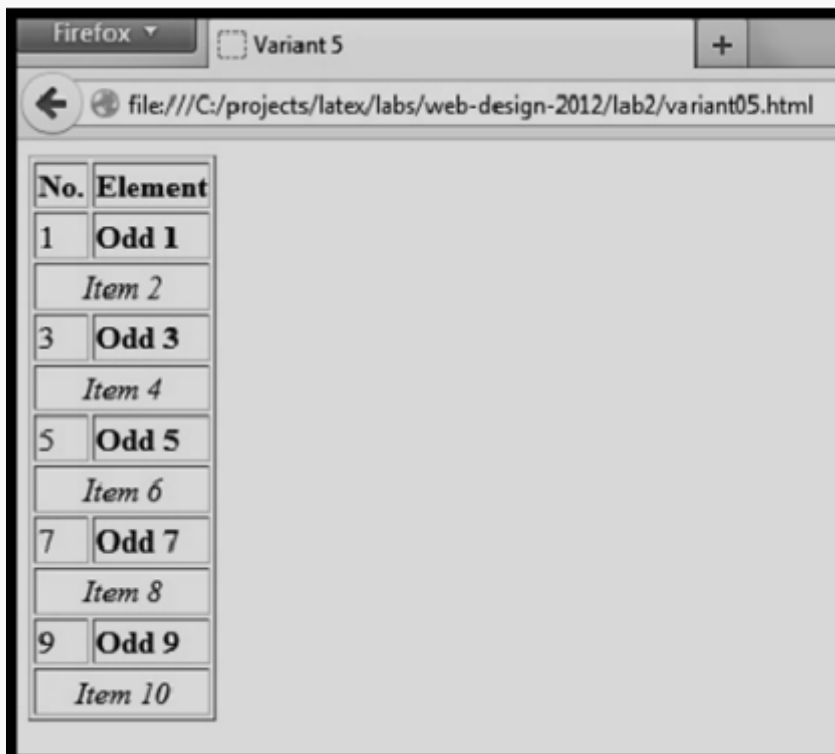 Firefox
Variant 5
+
file:///C:/projects/latex/labs/web-design-2012/lab2/variant05.html
No. Element
1 Odd 1
Item 2
3 Odd 3
Item 4
5 Odd 5
Item 6
7 Odd 7
Item 8
9 Odd 9
Item 10